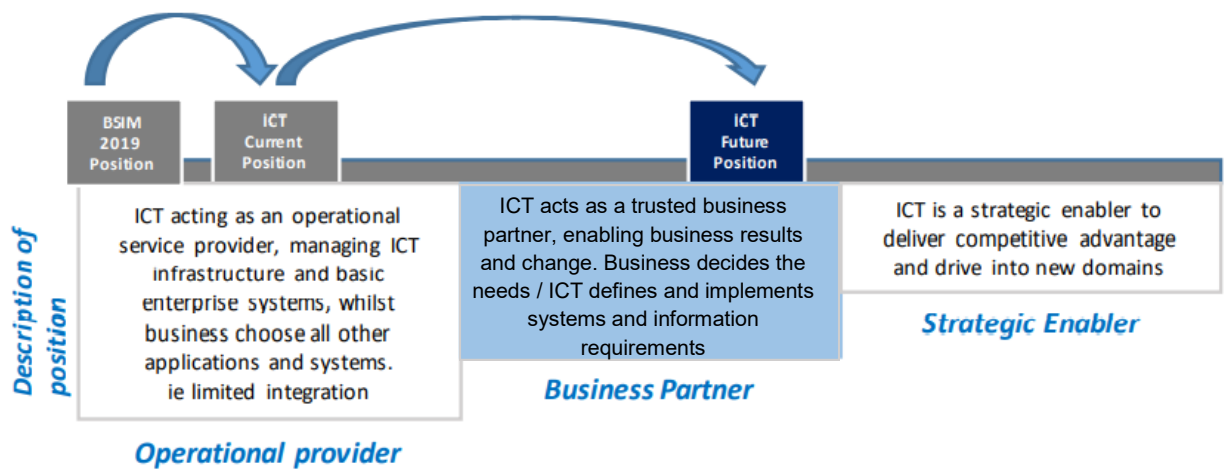 BSIM
2019
Position
ICT
Current
Position
ICT
Future
Position
Description of
position
ICT acting as an operational
service provider, managing ICT
infrastructure and basic
enterprise systems, whilst
business choose all other
applications and systems.
ie limited integration
Operational provider
ICT acts as a trusted business
partner, enabling business results
and change. Business decides the
needs / ICT defines and implements
systems and information
requirements
Business Partner
ICT is a strategic enabler to
deliver competitive advantage
and drive into new domains
Strategic Enabler